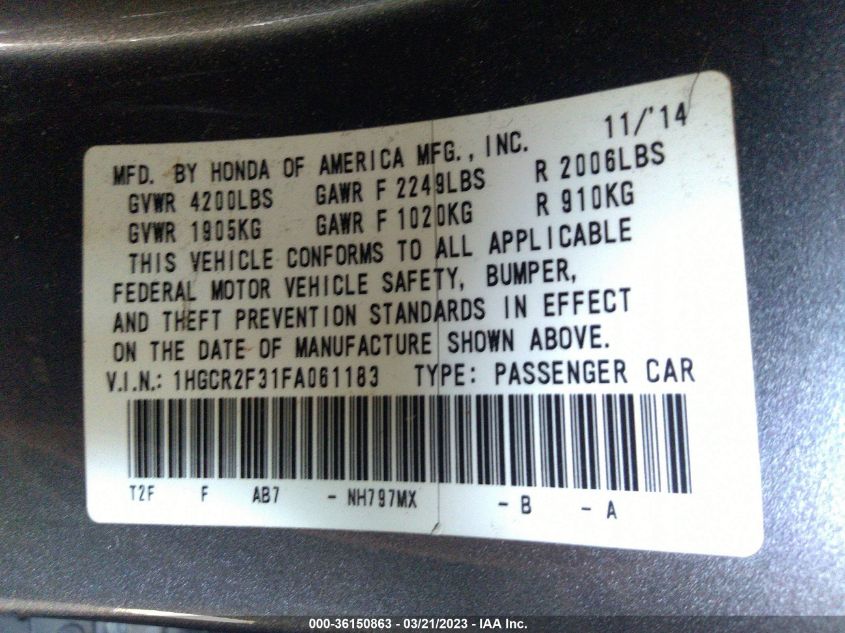 11/'14
MFD. BY HONDA OF AMERICA MFG., INC.
GVWR 4200LBS GAWR F 2249LBS R 2006LBS
GVWR 1905KG GAWR F 1020KG R 910KG
THIS VEHICLE CONFORMS TO ALL APPLICABLE
FEDERAL MOTOR VEHICLE SAFETY, BUMPER,
AND THEFT PREVENTION STANDARDS IN EFFECT
ON THE DATE OF MANUFACTURE SHOWN ABOVE.
V.I.N.: 1HGCR2F31FA061183 TYPE: PASSENGER CAR
T2F F AB7 - NH797MX - B - A
000-36150863 - 03/21/2023 - IAA Inc.